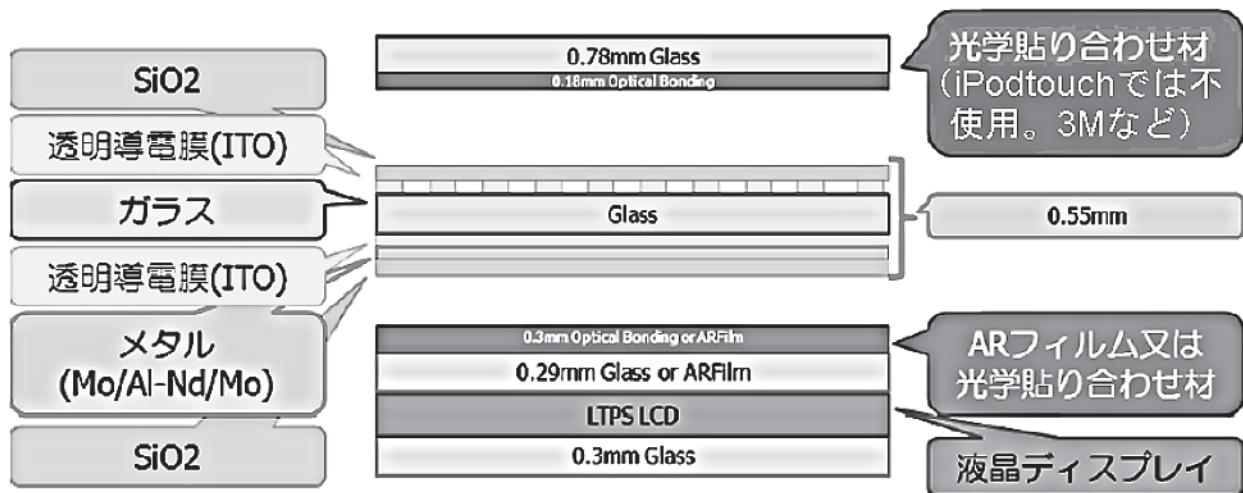 SiO2
透明導電膜(ITO)
ガラス
透明導電膜(ITO)
メタル
(Mo/Al-Nd/Mo)
SiO2
0.78mm Glass
0.18mm Optical Bonding
Glass
0.3mm Optical Bonding or ARFilm
0.29mm Glass or ARFilm
LTPS LCD
0.3mm Glass
光学貼り合わせ材
(iPodtouchでは不
使用。3Mなど)
0.55mm
ARフィルム又は
光学貼り合わせ材
液晶ディスプレイ